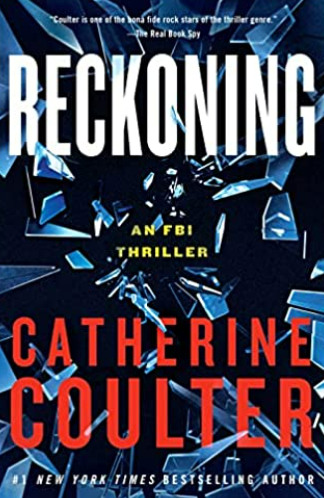 "Coulter is one of the bona fide rock stars of the thriller genre."
—The Real Book Spy
RECKONING
AN FBI
THRILLER
CATHERINE
COULTER
#1 NEW YORK TIMES BESTSELLING AUTHOR